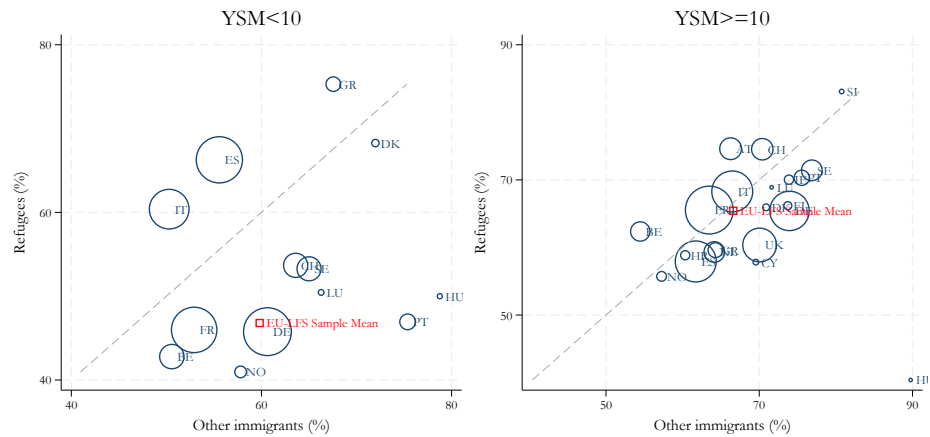 YSM<10
80
60
40
Refugees (%)
GR
DK
ES
IT
CH
SE
LU
HU
EU-LFS Sample Mean
PT
FR
DE
BE
NO
40
60
80
Other immigrants (%)
YSM>=10
90
70
50
Refugees (%)
SI
AT
CH
SE
PT
IT
LU
FR
EU-LFS Sample Mean
BE
UK
HR
ES
CY
NO
HU
50
70
90
Other immigrants (%)